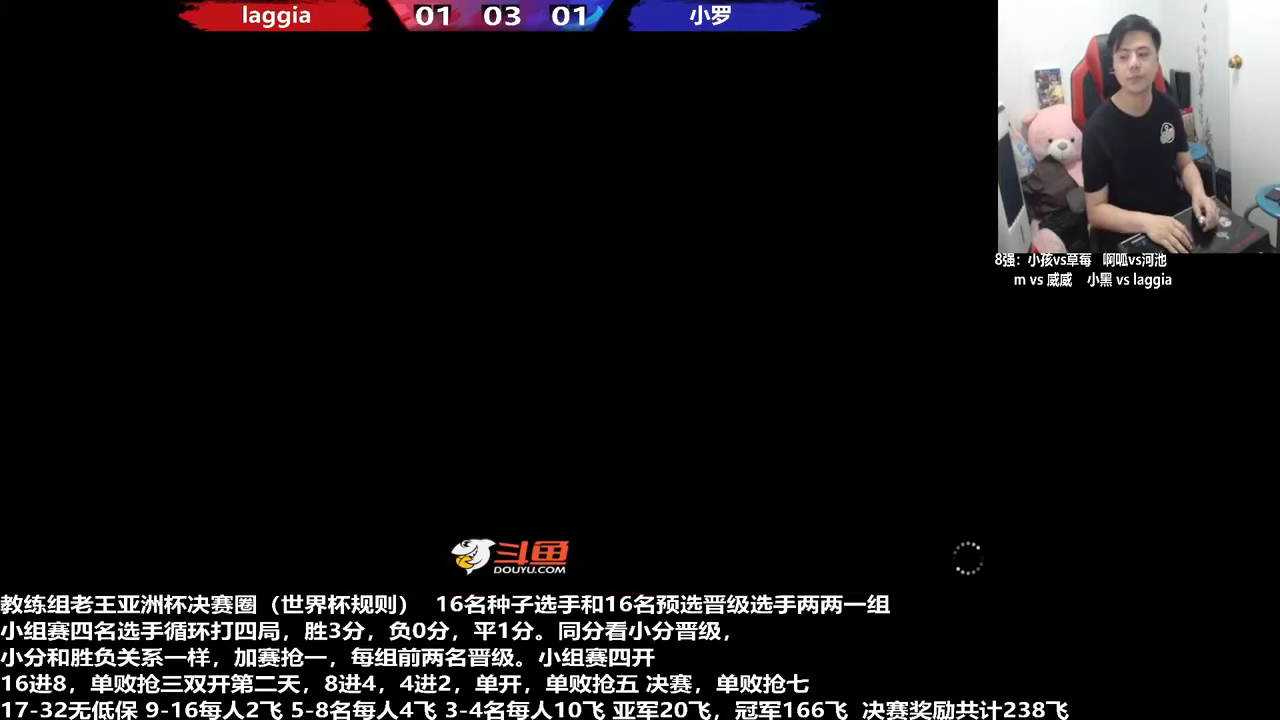 laggia
01 03 01
小罗
8强：小孩vs草莓 啊呱vs河池
m vs 威威 小黑 vs laggia
斗鱼
DOUYU.COM
教练组老王亚洲杯决赛圈（世界杯规则） 16名种子选手和16名预选晋级选手两两一组
小组赛四名选手循环打四局，胜3分，负0分，平1分。同分看小分晋级，
小分和胜负关系一样，加赛抢一，每组前两名晋级。小组赛四开
16进8，单败抢三双开第二天，8进4，4进2，单开，单败抢五 决赛，单败抢七
17-32无低保 9-16每人2飞 5-8名每人4飞 3-4名每人10飞 亚军20飞，冠军166飞 决赛奖励共计238飞